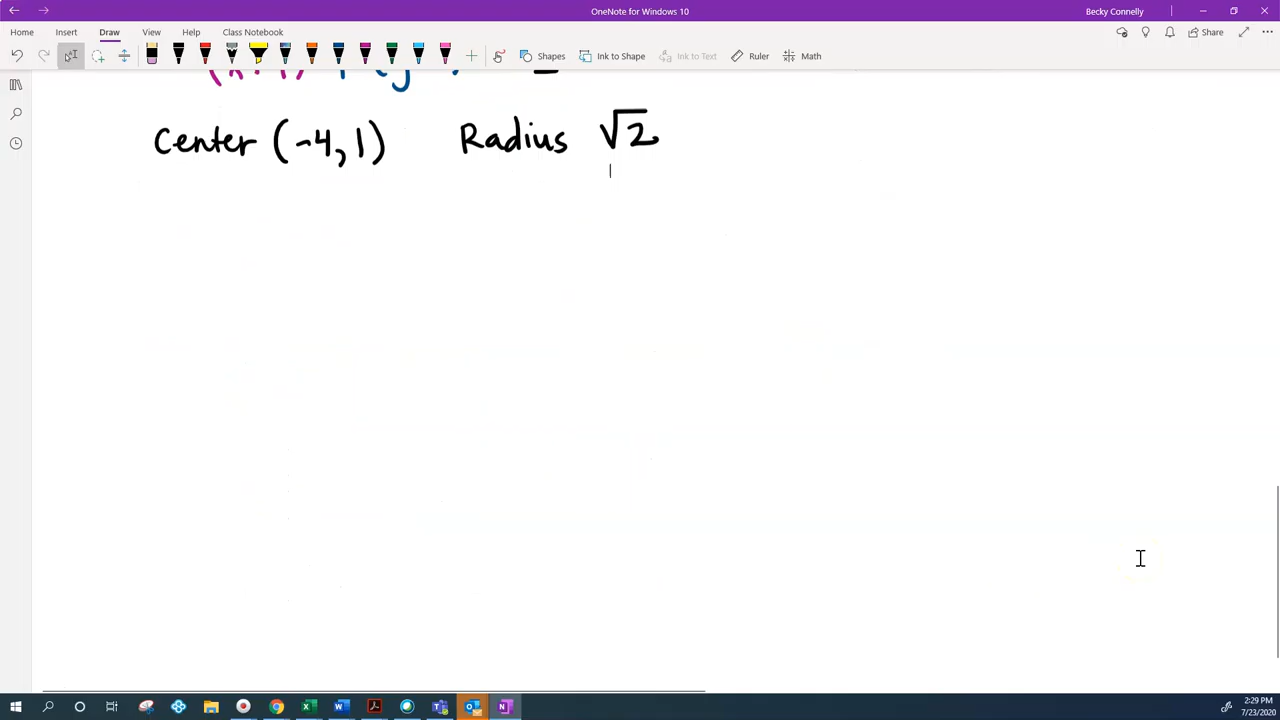 OneNote for Windows 10
Becky Connelly
Home Insert Draw View Help Class Notebook
Share
Shapes Ink to Shape Ink to Text Ruler Math
Center (-4, 1) Radius √2
2:29 PM
7/23/2020